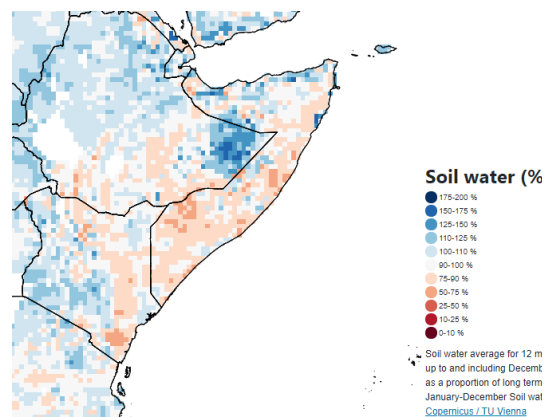 Soil water (%
175-200 %
150-175 %
125-150 %
110-125 %
100-110 %
90-100 %
75-90 %
50-75 %
25-50 %
10-25 %
0-10 %
Soil water average for 12 m
up to and including Decemb
as a proportion of long term
January-December Soil wat
Copernicus / TU Vienna